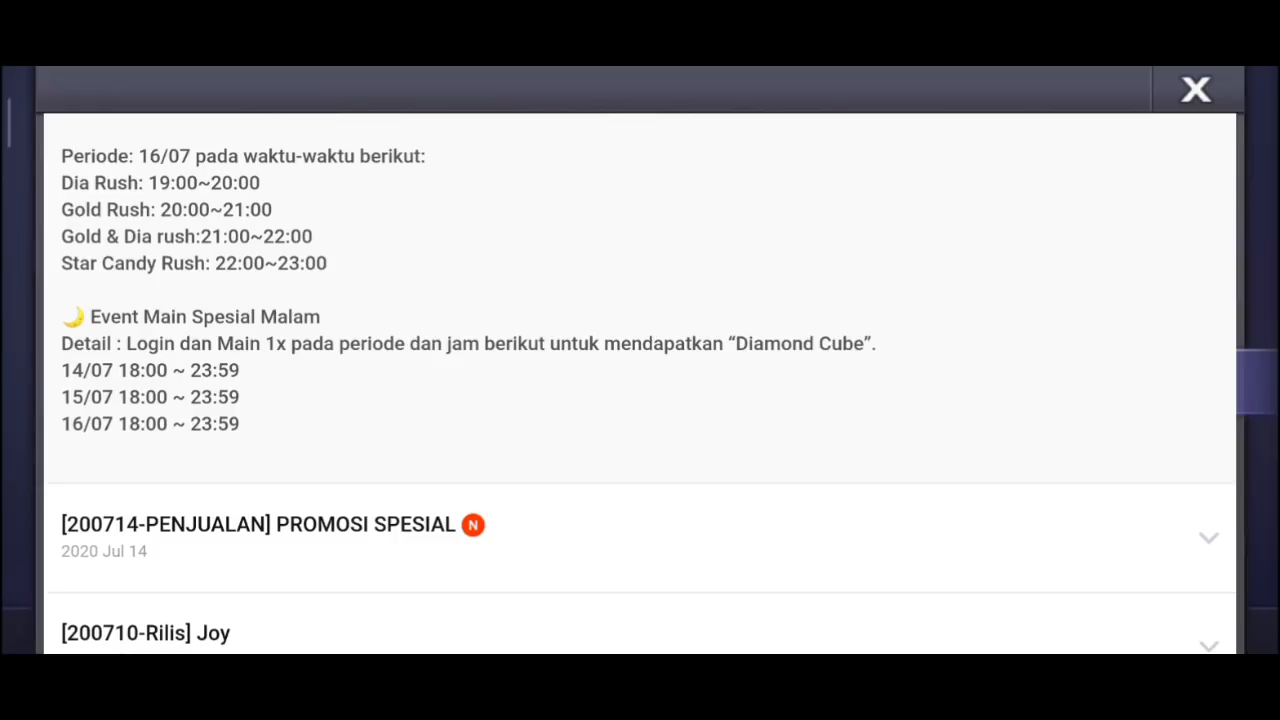 X
Periode: 16/07 pada waktu-waktu berikut:
Dia Rush: 19:00~20:00
Gold Rush: 20:00~21:00
Gold & Dia rush:21:00~22:00
Star Candy Rush: 22:00~23:00
🌙 Event Main Spesial Malam
Detail : Login dan Main 1x pada periode dan jam berikut untuk mendapatkan “Diamond Cube”.
14/07 18:00 ~ 23:59
15/07 18:00 ~ 23:59
16/07 18:00 ~ 23:59
[200714-PENJUALAN] PROMOSI SPESIAL N
2020 Jul 14
[200710-Rilis] Joy